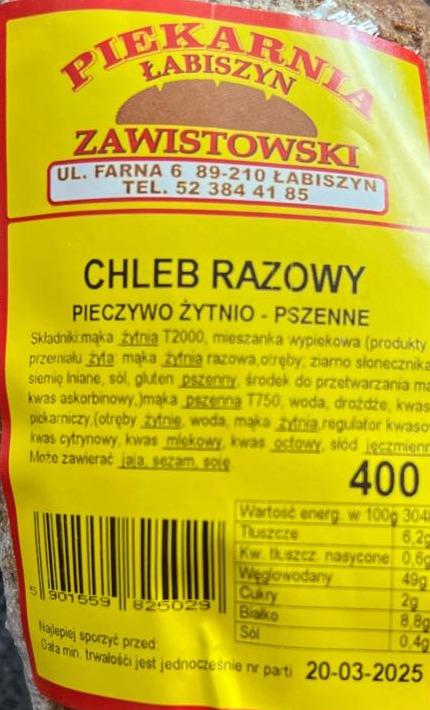 PIEKARNIA
ŁABISZYN
ZAWISTOWSKI
UL. FARNA 6 89-210 ŁABISZYN
TEL. 52 384 41 85
CHLEB RAZOWY
PIECZYWO ŻYTNIO - PSZENNE
Składniki:mąka żytnia T2000, mieszanka wypiekowa (produkty
przemiału żyta: mąka żytnia razowa,otręby; ziarno słonecznika
siemię lniane, sól, gluten pszenny, środek do przetwarzania
kwas askorbinowy,)mąka pszenna T750, woda, drożdże, kwas
piekarniczy,(otręby żytnie, woda, mąka żytnia,regulator
kwas cytrynowy, kwas mlekowy, kwas octowy, słód
Może zawierać jaja, sezam, soję
400
Wartość energ. w 100g
Tłuszcze 6,2g
Kw. tłuszcz. nasycone 0,6g
Węglowodany 49g
Cukry 2g
Białko 8,8g
Sól 0,4g
5 901559 825029
Najlepiej sporzyć przed:
Data min. trwałośći jest jednocześnie nr parti 20-03-2025